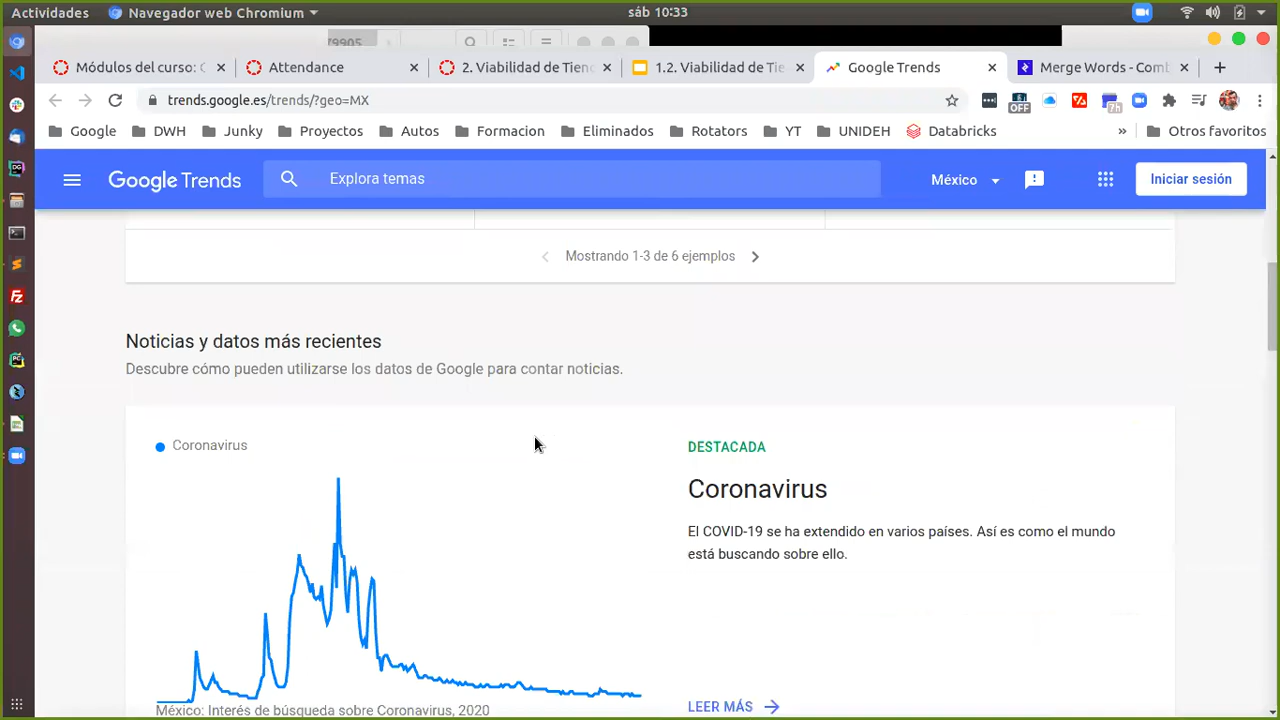 Actividades Navegador web Chromium sáb 10:33
79905
Módulos del curso: C Attendance 2. Viabilidad de Tien 1.2. Viabilidad de Tie Google Trends Merge Words - Comb
trends.google.es/trends/?geo=MX OFF 7h
Google DWH Junky Proyectos Autos Formacion Eliminados Rotators YT UNIDEH Databricks » Otros favoritos
Google Trends Explora temas México Iniciar sesión
Mostrando 1-3 de 6 ejemplos
Noticias y datos más recientes
Descubre cómo pueden utilizarse los datos de Google para contar noticias.
Coronavirus
DESTACADA
Coronavirus
El COVID-19 se ha extendido en varios países. Así es como el mundo
está buscando sobre ello.
LEER MÁS
México: Interés de búsqueda sobre Coronavirus, 2020